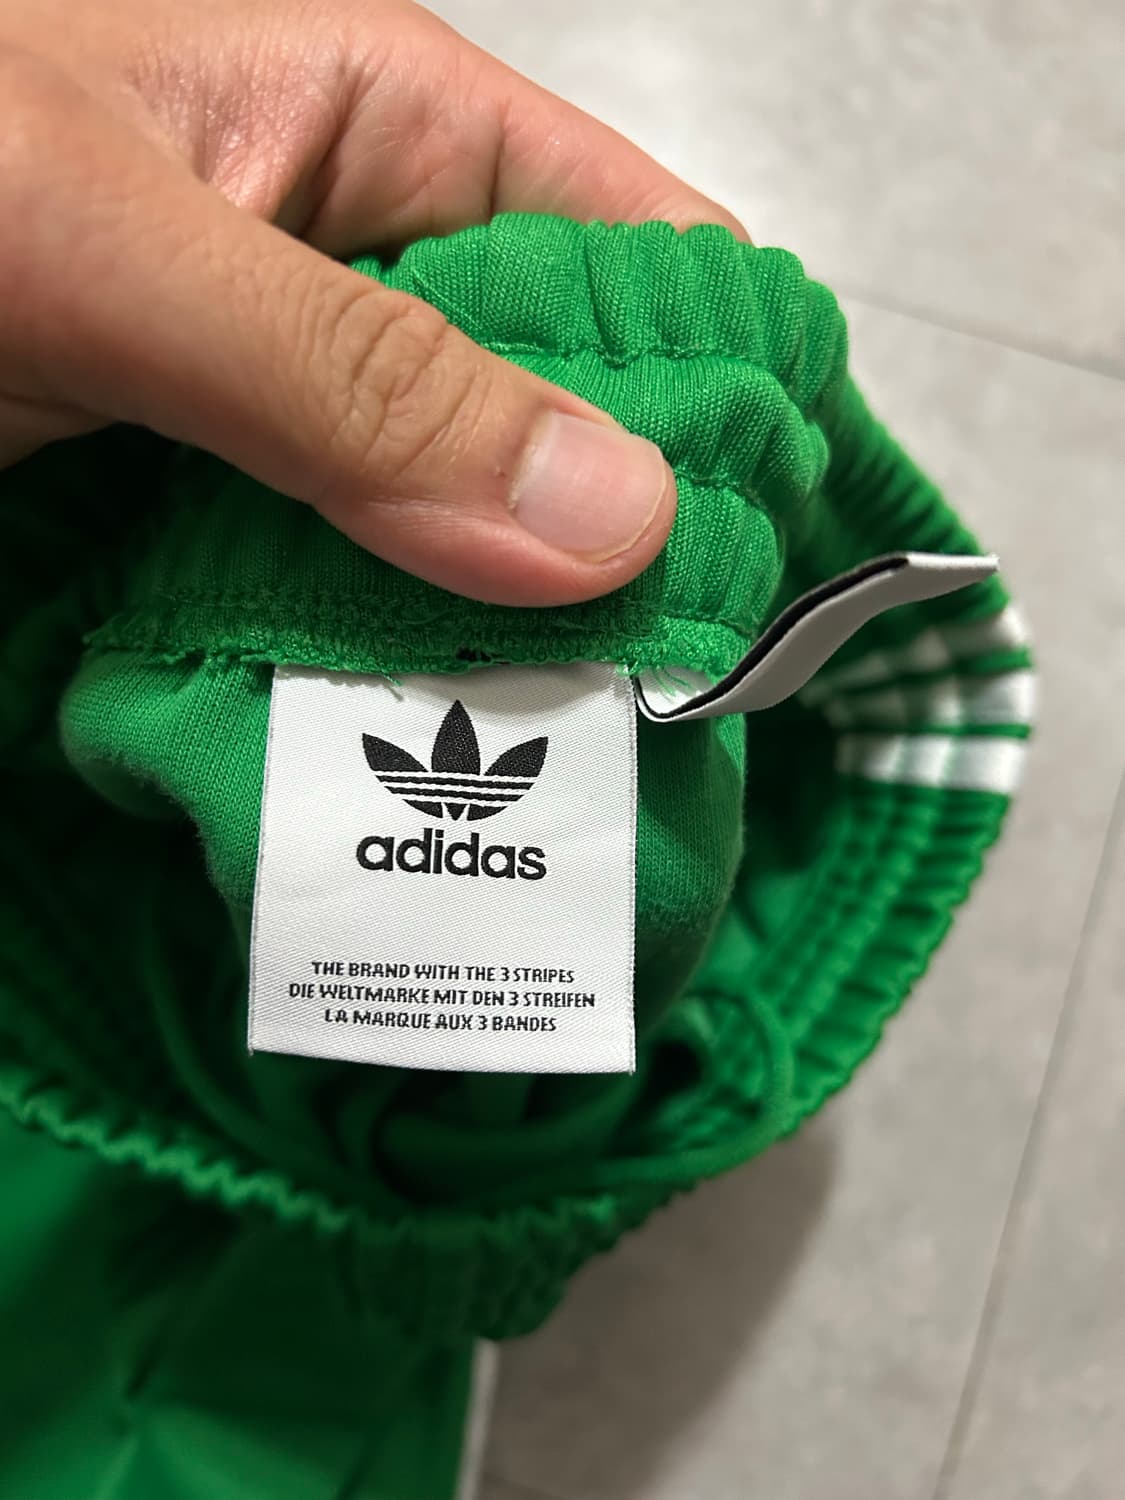 adidas
THE BRAND WITH THE 3 STRIPES
DIE WELTMARKE MIT DEN 3 STREIFEN
LA MARQUE AUX 3 BANDES